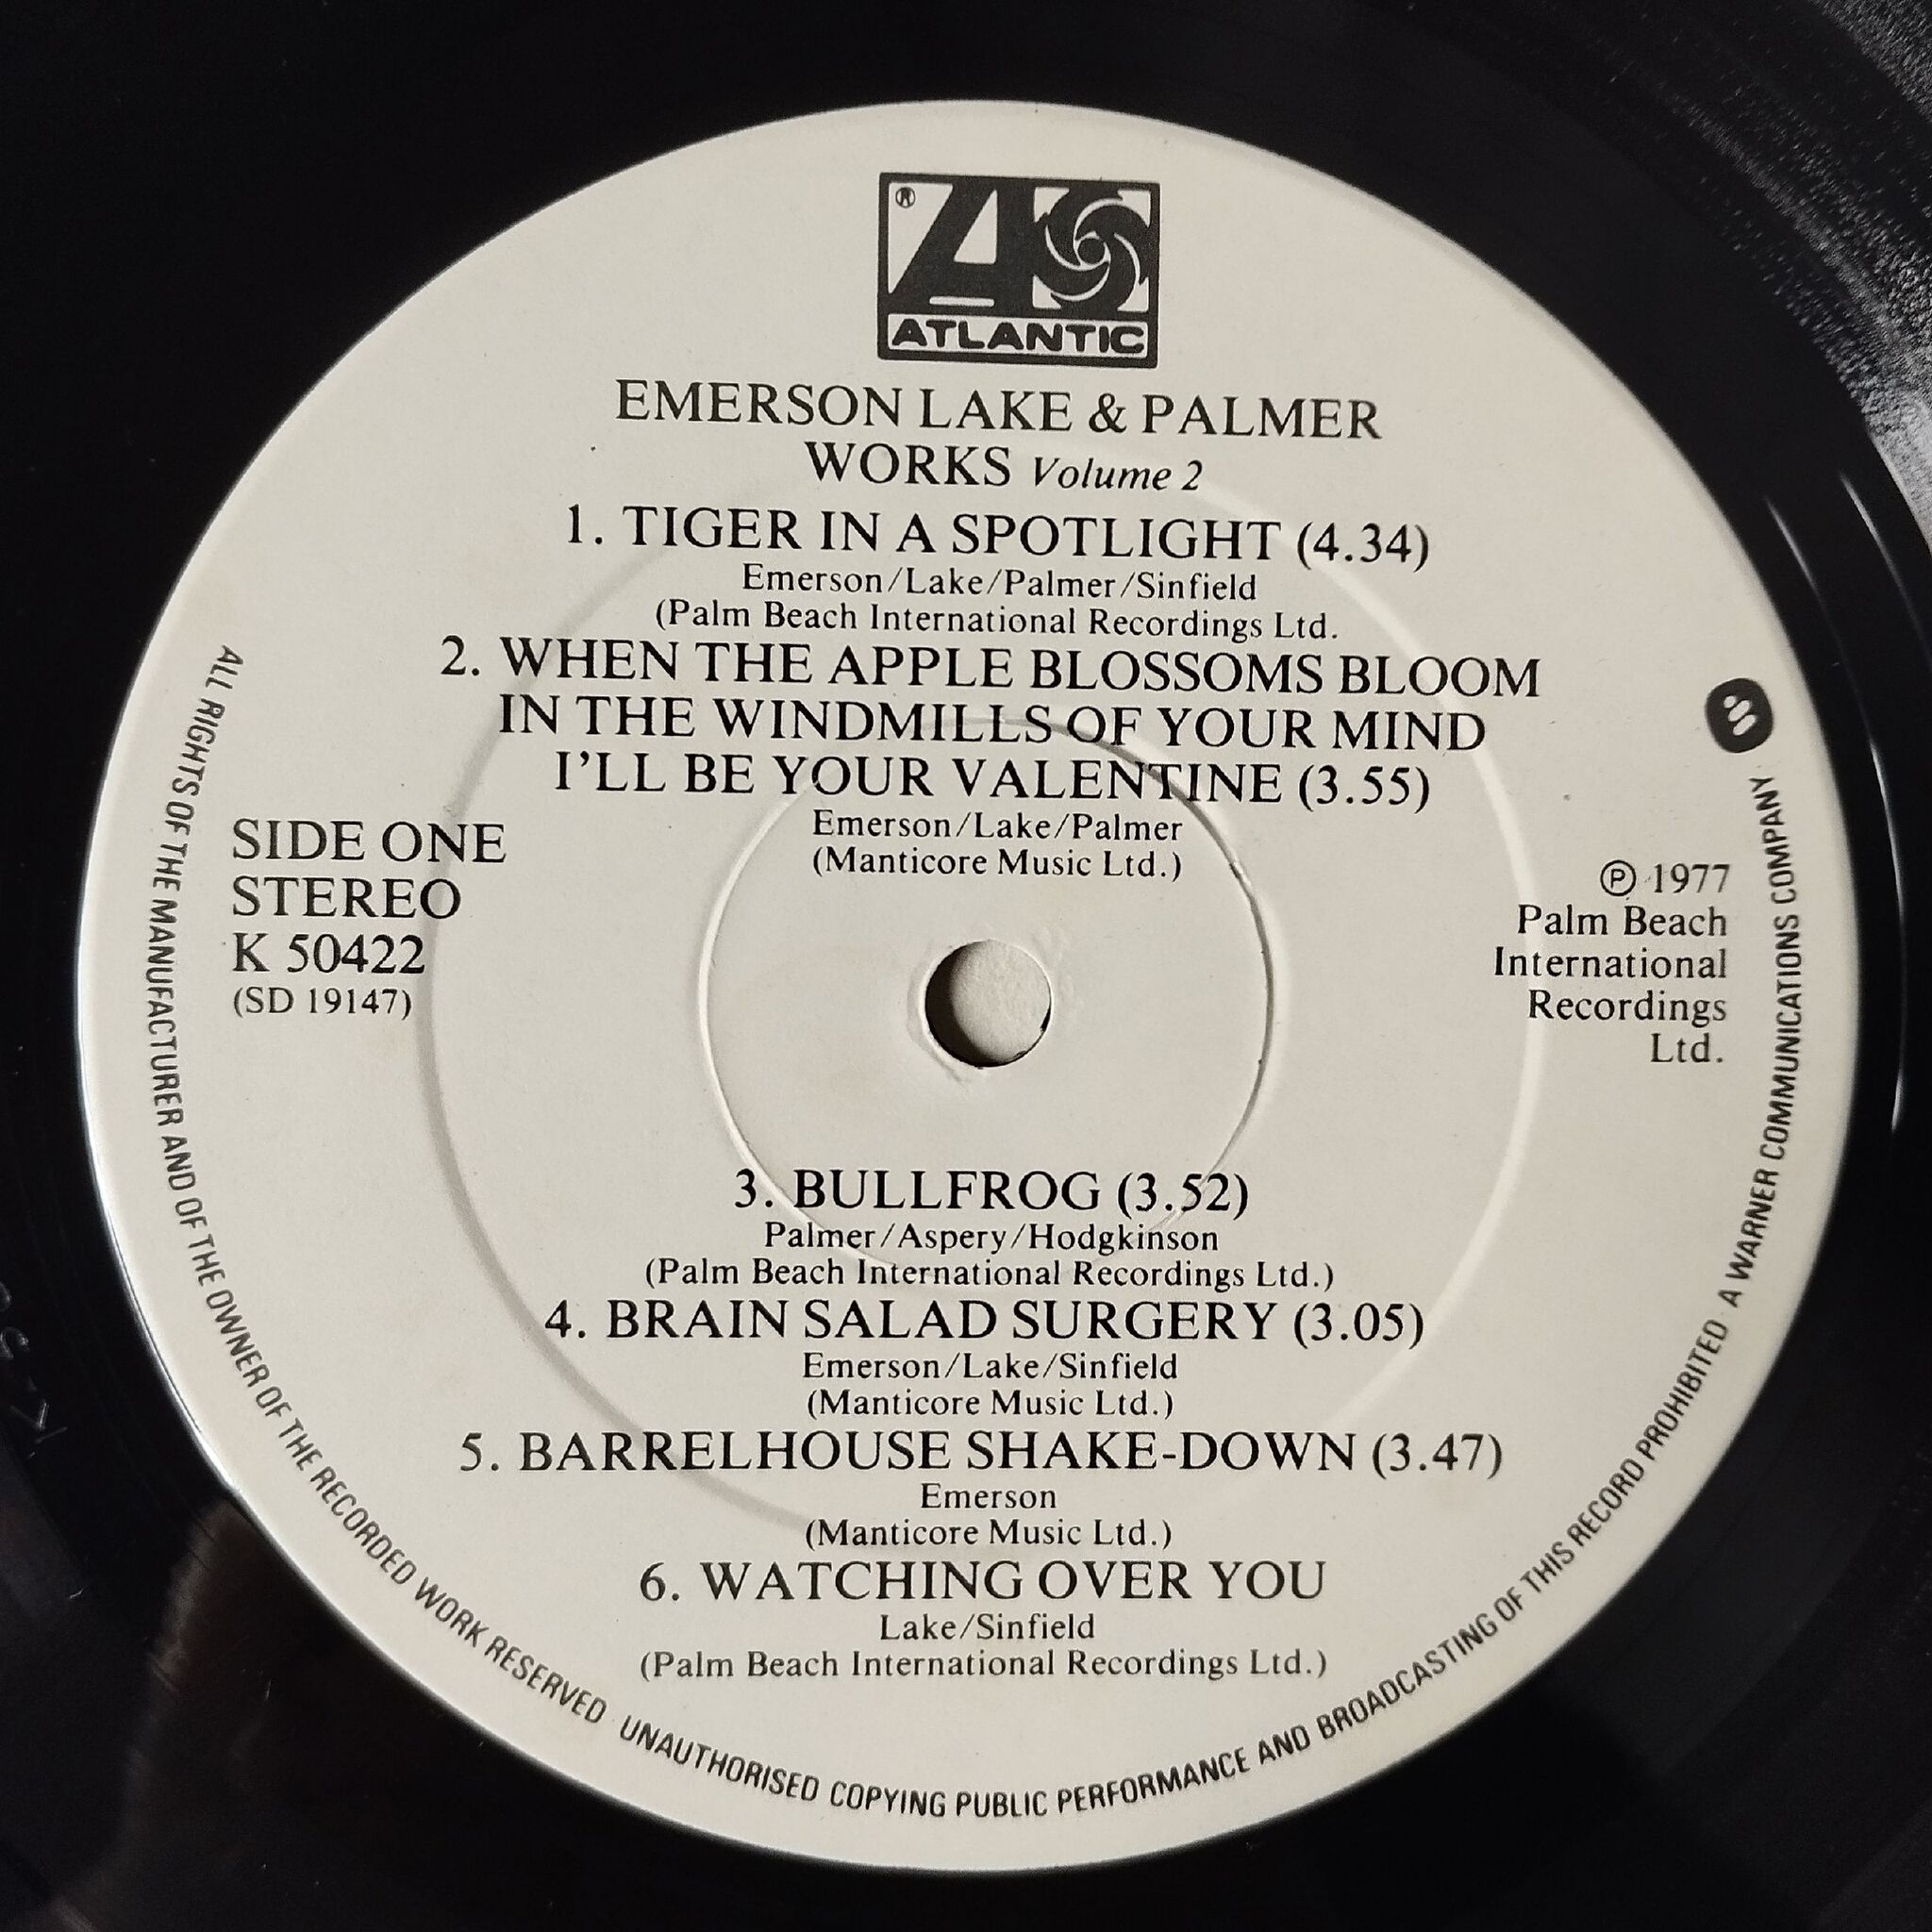 ®
ATLANTIC
EMERSON LAKE & PALMER
WORKS Volume 2
1. TIGER IN A SPOTLIGHT (4.34)
Emerson/Lake/Palmer/Sinfield
(Palm Beach International Recordings Ltd.
2. WHEN THE APPLE BLOSSOMS BLOOM
IN THE WINDMILLS OF YOUR MIND
I'LL BE YOUR VALENTINE (3.55)
Emerson/Lake/Palmer
(Manticore Music Ltd.)
SIDE ONE
STEREO
K 50422
(SD 19147)
℗ 1977
Palm Beach
International
Recordings
Ltd.
3. BULLFROG (3.52)
Palmer/Aspery/Hodgkinson
(Palm Beach International Recordings Ltd.)
4. BRAIN SALAD SURGERY (3.05)
Emerson/Lake/Sinfield
(Manticore Music Ltd.)
5. BARRELHOUSE SHAKE-DOWN (3.47)
Emerson
(Manticore Music Ltd.)
6. WATCHING OVER YOU
Lake/Sinfield
(Palm Beach International Recordings Ltd.)
ALL RIGHTS OF THE MANUFACTURER AND OF THE OWNER OF THE RECORDED WORK RESERVED UNAUTHORISED COPYING PUBLIC PERFORMANCE AND BROADCASTING OF THIS RECORD PROHIBITED A WARNER COMMUNICATIONS COMPANY